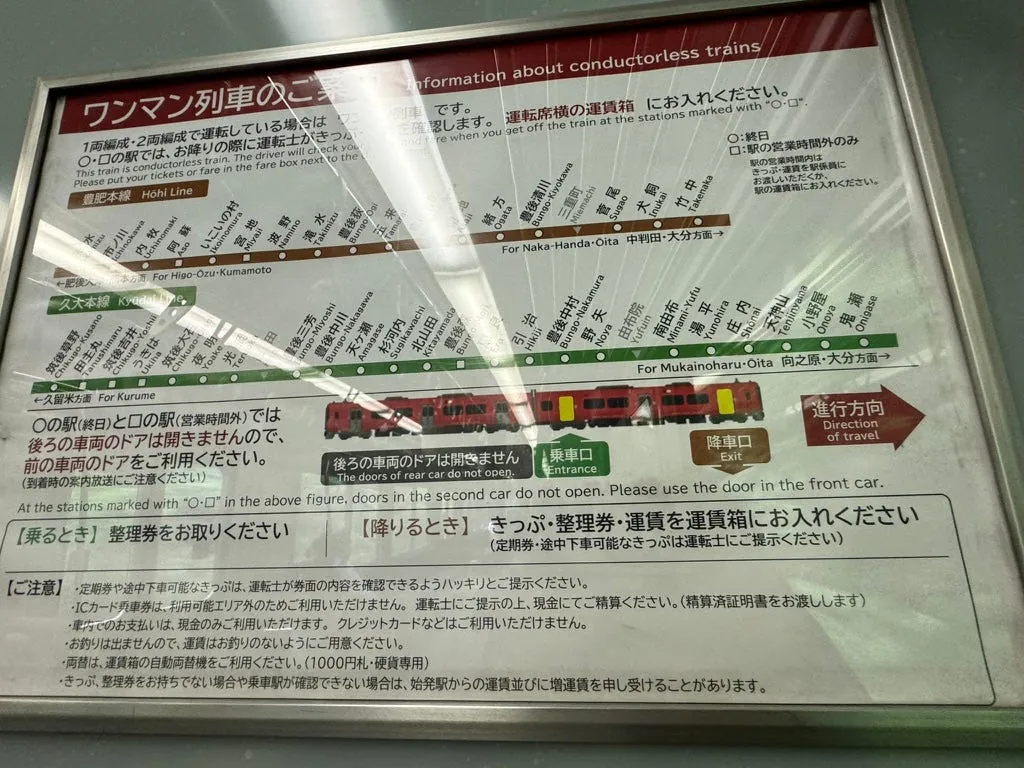 ワンマン列車のご案
Information about conductorless trains
1両編成・2両編成で運転している場合は 列車 です。 運転席横の運賃箱 にお入れください。
〇・口の駅では、お降りの際に運転士がきっぷ 確認します。
This train is conductorless train. The driver will check your and fare when you get off the train at the stations marked with "〇・口".
Please put your tickets or fare in the fare box next to the
〇:終日
口:駅の営業時間外のみ
駅の営業時間内は
きっぷ・運賃を駅係員に
お渡しいただくか、
駅の運賃箱にお入れください。
豊肥本線 Hōhi Line
水
市ノ川 Ichinokawa
内牧 Uchinomaki
阿蘇 Aso
いこいの村 Ikoinomura
宮地 Miyaji
波野 Namino
滝水 Takimizu
豊後荻 Bungo-Ogi
玉来
緒方 Ogata
豊後清川 Bungo-Kiyokawa
三重町 Miemachi
菅尾 Sugao
犬飼 Inukai
竹中 Takenaka
←肥後大 本方面 For Higo-Ōzu・Kumamoto
For Naka-Handa・Ōita 中判田・大分方面→
久大本線 Kyūdai Line
筑後草野 Chikugo-Kusano
田主丸 Tanushimaru
筑後吉井 Chikugo-Yoshii
うきは Ukiha
筑後大石 Chikugo-
夜明 Yoake
光
田
豊後三芳 Bungo-Miyoshi
豊後中川 Bungo-Nakagawa
天ヶ瀬 Amagase
杉河内 Sugikawachi
北山田 Kitayamada
豊後
引治 Hikiji
豊後中村 Bungo-Nakamura
野矢 Noya
由布院 Yufuin
南由布 Minami-Yufu
湯平 Yunohira
庄内 Shōnai
天神山 Tenjinyama
小野屋 Onoya
鬼瀬 Onigase
←久留米方面 For Kurume
For Mukainoharu・Ōita 向之原・大分方面→
〇の駅(終日)と口の駅(営業時間外)では
後ろの車両のドアは開きませんので、
前の車両のドアをご利用ください。
(到着時の案内放送にご注意ください)
後ろの車両のドアは開きません
The doors of rear car do not open.
乗車口
Entrance
降車口
Exit
進行方向
Direction
of travel
At the stations marked with "〇・口" in the above figure, doors in the second car do not open. Please use the door in the front car.
【乗るとき】整理券をお取りください
【降りるとき】きっぷ・整理券・運賃を運賃箱にお入れください
(定期券・途中下車可能なきっぷは運転士にご提示ください)
【ご注意】
・定期券や途中下車可能なきっぷは、運転士が券面の内容を確認できるようハッキリとご提示ください。
・ICカード乗車券は、利用可能エリア外のためご利用いただけません。運転士にご提示の上、現金にてご精算ください。(精算済証明書をお渡しします)
・車内でのお支払いは、現金のみご利用いただけます。 クレジットカードなどはご利用いただけません。
・お釣りは出ませんので、運賃はお釣りのないようにご用意ください。
・両替は、運賃箱の自動両替機をご利用ください。(1000円札・硬貨専用)
・きっぷ、整理券をお持ちでない場合や乗車駅が確認できない場合は、始発駅からの運賃並びに増運賃を申し受けることがあります。